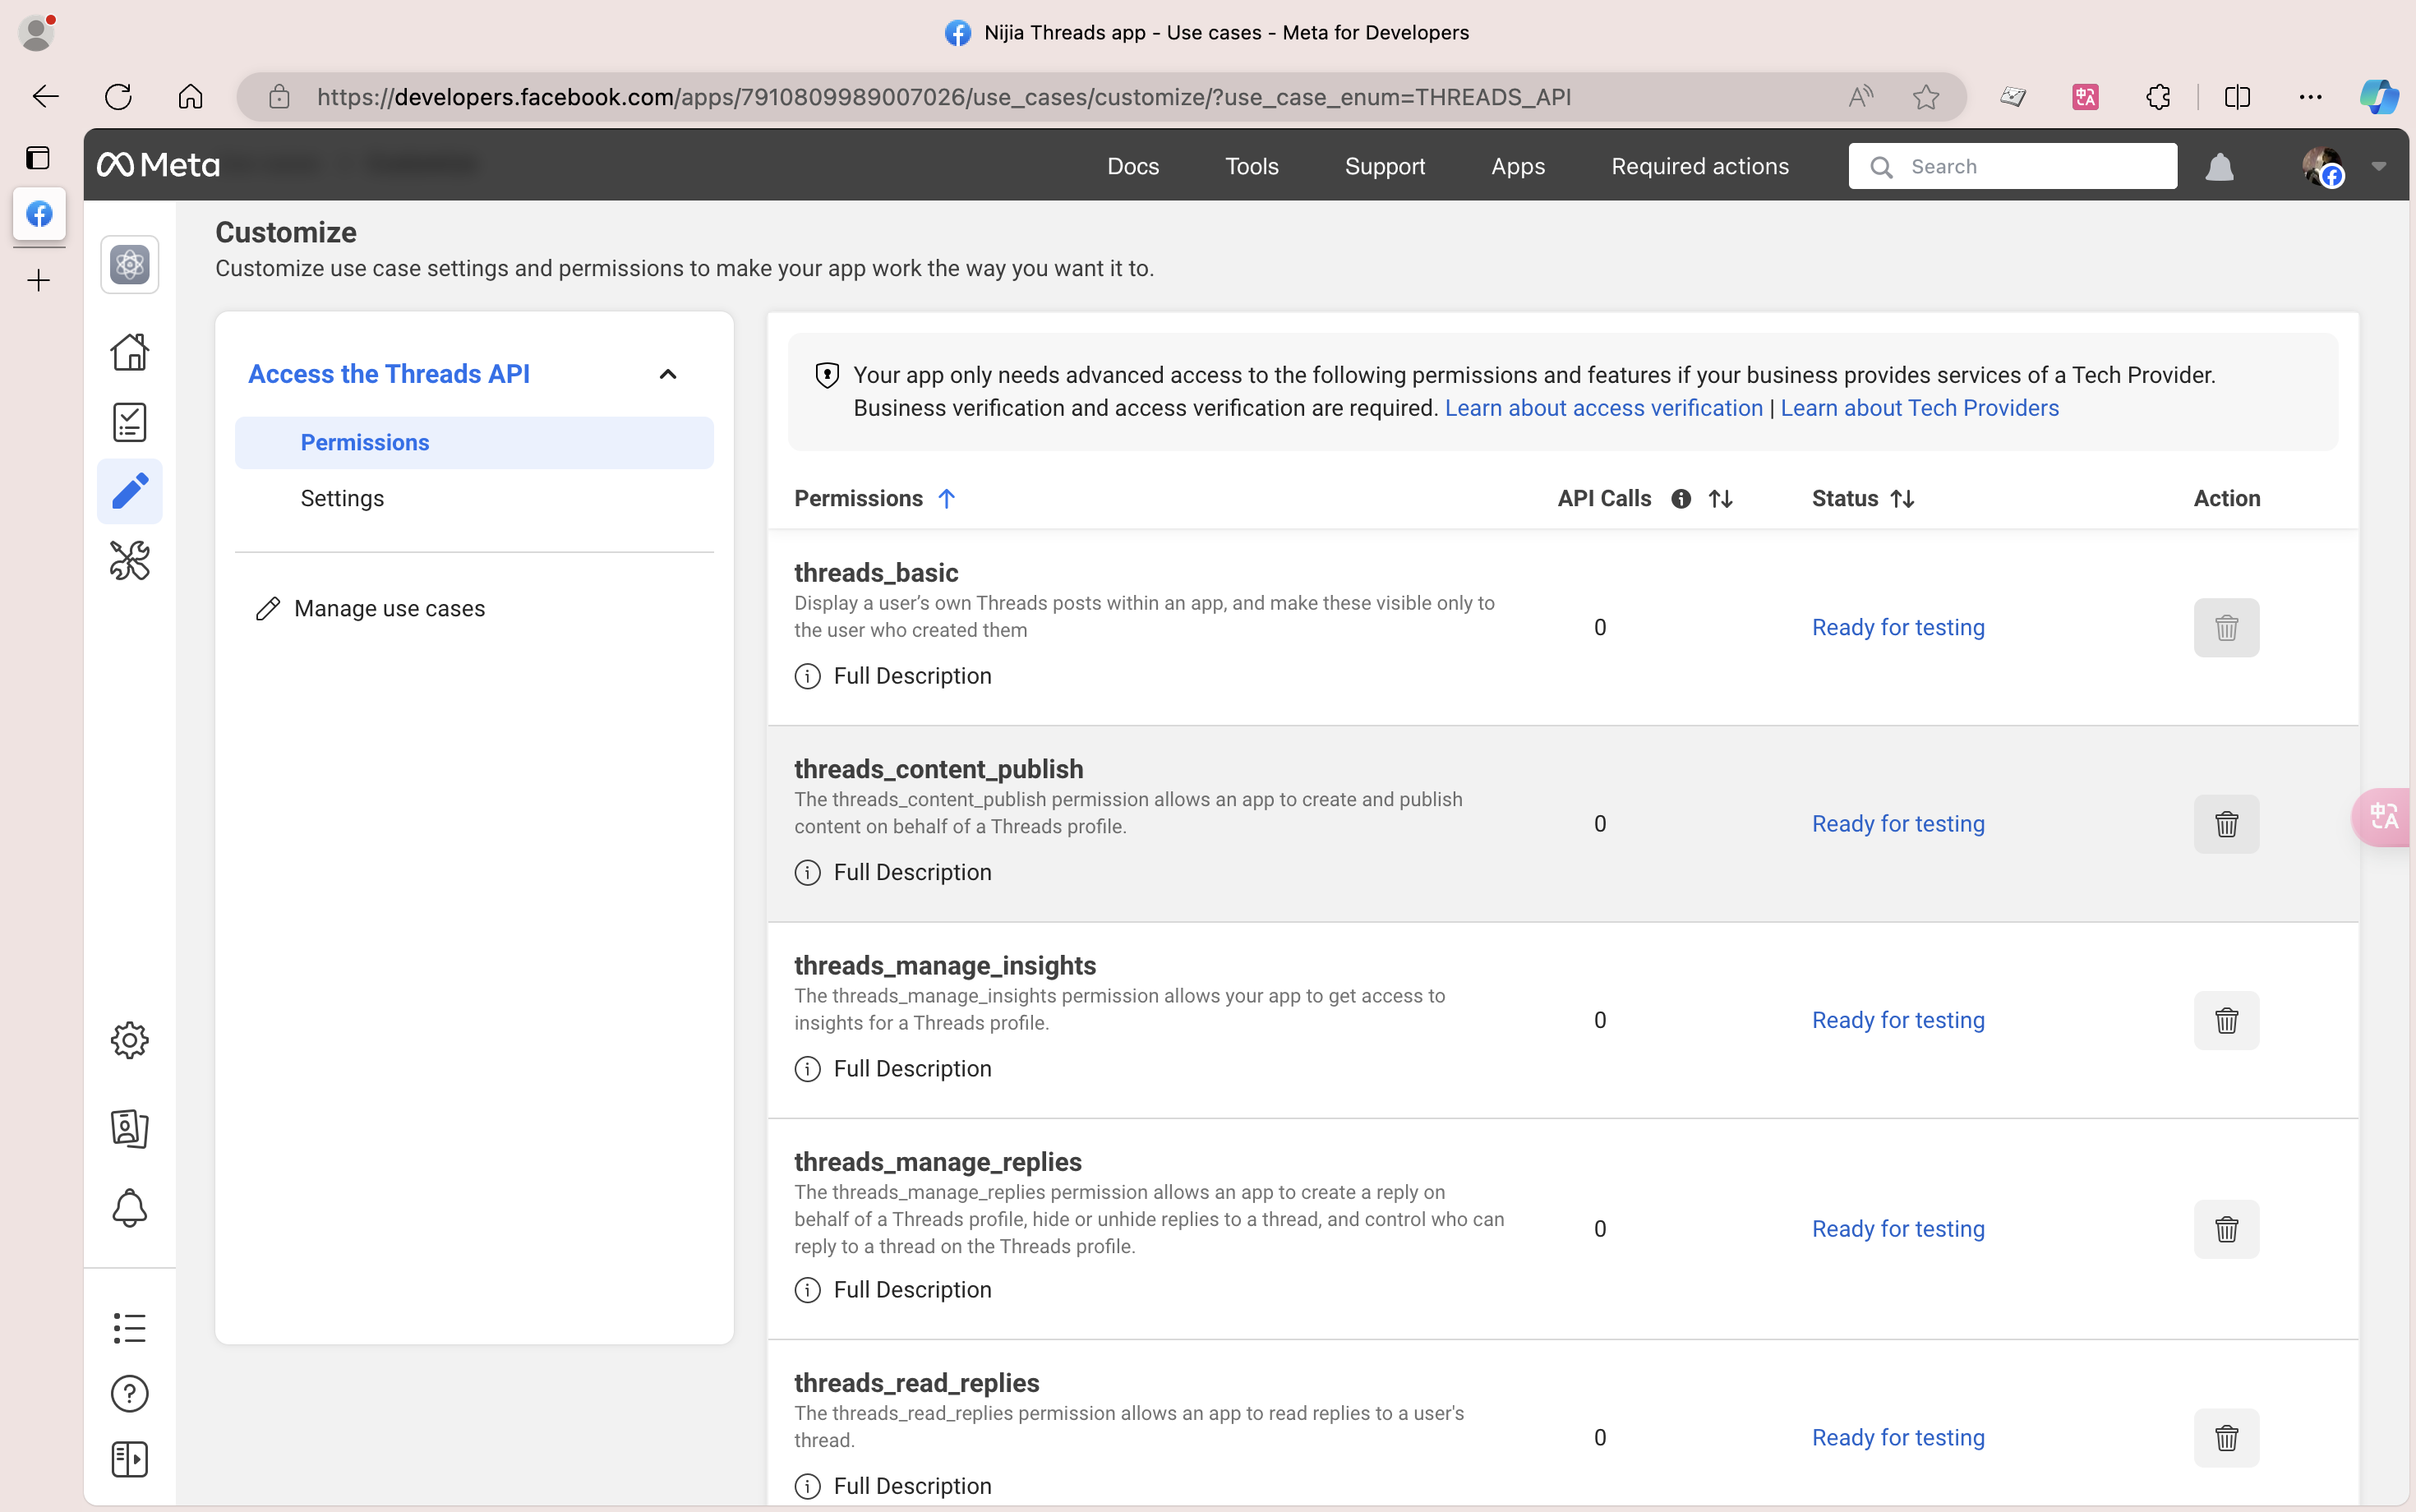 Nijia Threads app - Use cases - Meta for Developers
https://developers.facebook.com/apps/7910809989007026/use_cases/customize/?use_case_enum=THREADS_API
Meta
Docs
Tools
Support
Apps
Required actions
Search
Customize
Customize use case settings and permissions to make your app work the way you want it to.
Access the Threads API
Permissions
Settings
Manage use cases
Your app only needs advanced access to the following permissions and features if your business provides services of a Tech Provider.
Business verification and access verification are required. Learn about access verification | Learn about Tech Providers
Permissions API Calls Status Action
threads_basic
Display a user’s own Threads posts within an app, and make these visible only to
the user who created them
0 Ready for testing
Full Description
threads_content_publish
The threads_content_publish permission allows an app to create and publish
content on behalf of a Threads profile.
0 Ready for testing
Full Description
threads_manage_insights
The threads_manage_insights permission allows your app to get access to
insights for a Threads profile.
0 Ready for testing
Full Description
threads_manage_replies
The threads_manage_replies permission allows an app to create a reply on
behalf of a Threads profile, hide or unhide replies to a thread, and control who can
reply to a thread on the Threads profile.
0 Ready for testing
Full Description
threads_read_replies
The threads_read_replies permission allows an app to read replies to a user's
thread.
0 Ready for testing
Full Description